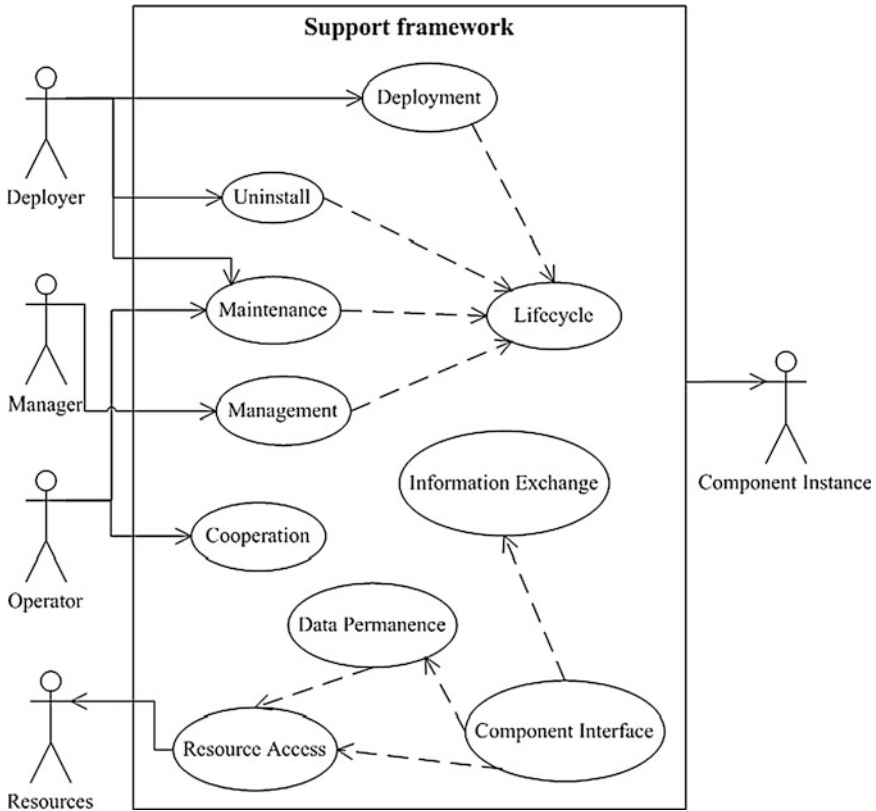 Support framework
Deployment
Deployer
Uninstall
Maintenance
Lifecycle
Manager
Management
Information Exchange
Component Instance
Cooperation
Operator
Data Permanence
Component Interface
Resource Access
Resources